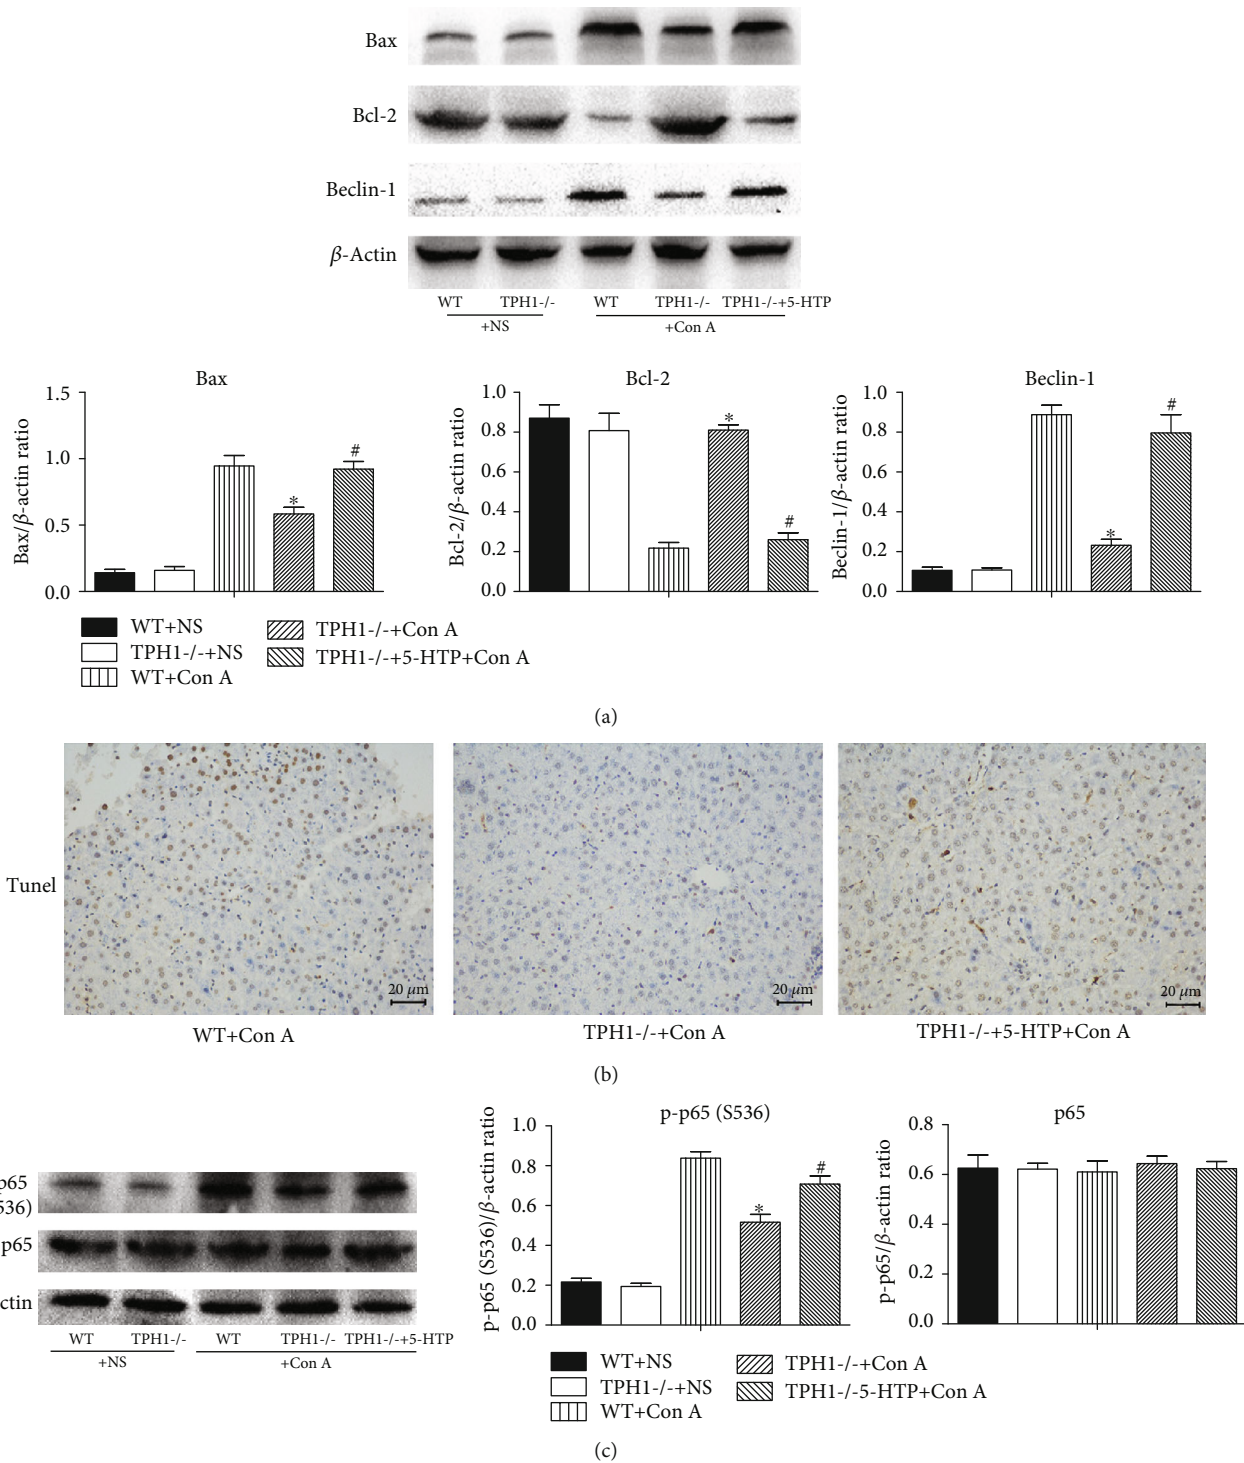 Bax
Bcl-2
Beclin-1
β-Actin
WT TPH1-/- WT TPH1-/- TPH1-/-+5-HTP
+NS +Con A
Bax
Bax/β-actin ratio
1.5
1.0
0.5
0.0
*
#
Bcl-2
Bcl-2/β-actin ratio
1.0
0.8
0.6
0.4
0.2
0.0
*
#
Beclin-1
Beclin-1/β-actin ratio
1.0
0.8
0.6
0.4
0.2
0.0
*
#
WT+NS
TPH1-/-+NS
WT+Con A
TPH1-/-+Con A
TPH1-/-+5-HTP+Con A
(a)
Tunel
20 μm
20 μm
20 μm
WT+Con A
TPH1-/-+Con A
TPH1-/-+5-HTP+Con A
(b)
p65
536)
p65
ctin
WT TPH1-/- WT TPH1-/- TPH1-/-+5-HTP
+NS +Con A
p-p65 (S536)
p-p65 (S536)/β-actin ratio
1.0
0.8
0.6
0.4
0.2
0.0
*
#
p65
p-p65/β-actin ratio
0.8
0.6
0.4
0.2
0.0
WT+NS
TPH1-/-+NS
WT+Con A
TPH1-/-+Con A
TPH1-/-5-HTP+Con A
(c)